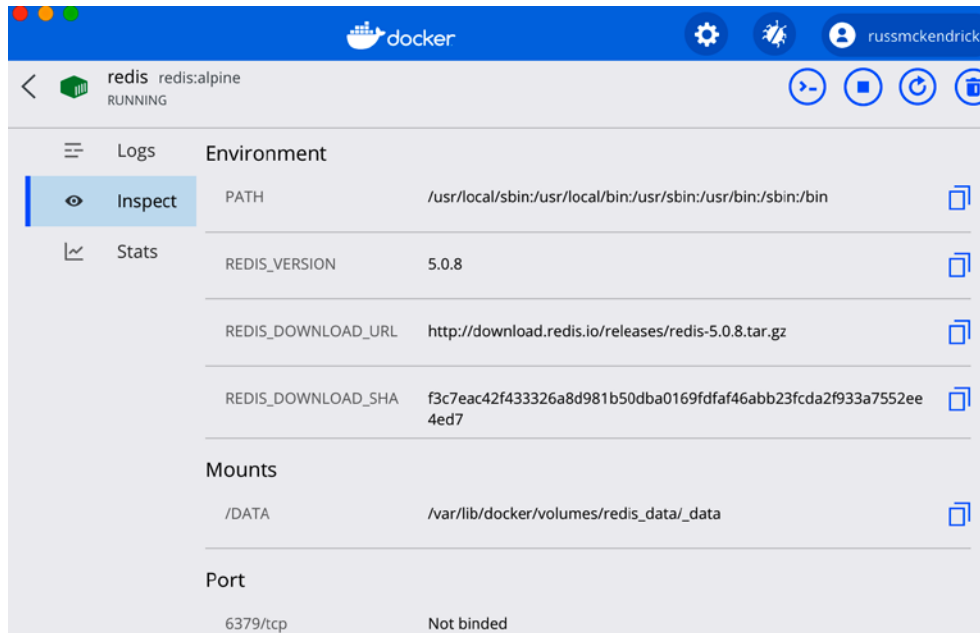 docker
russmckendrick
redis redis:alpine
RUNNING
Logs
Inspect
Stats
Environment
PATH /usr/local/sbin:/usr/local/bin:/usr/sbin:/usr/bin:/sbin:/bin
REDIS_VERSION 5.0.8
REDIS_DOWNLOAD_URL http://download.redis.io/releases/redis-5.0.8.tar.gz
REDIS_DOWNLOAD_SHA f3c7eac42f433326a8d981b50dba0169fdfaf46abb23fcda2f933a7552ee
4ed7
Mounts
/DATA /var/lib/docker/volumes/redis_data/_data
Port
6379/tcp Not binded